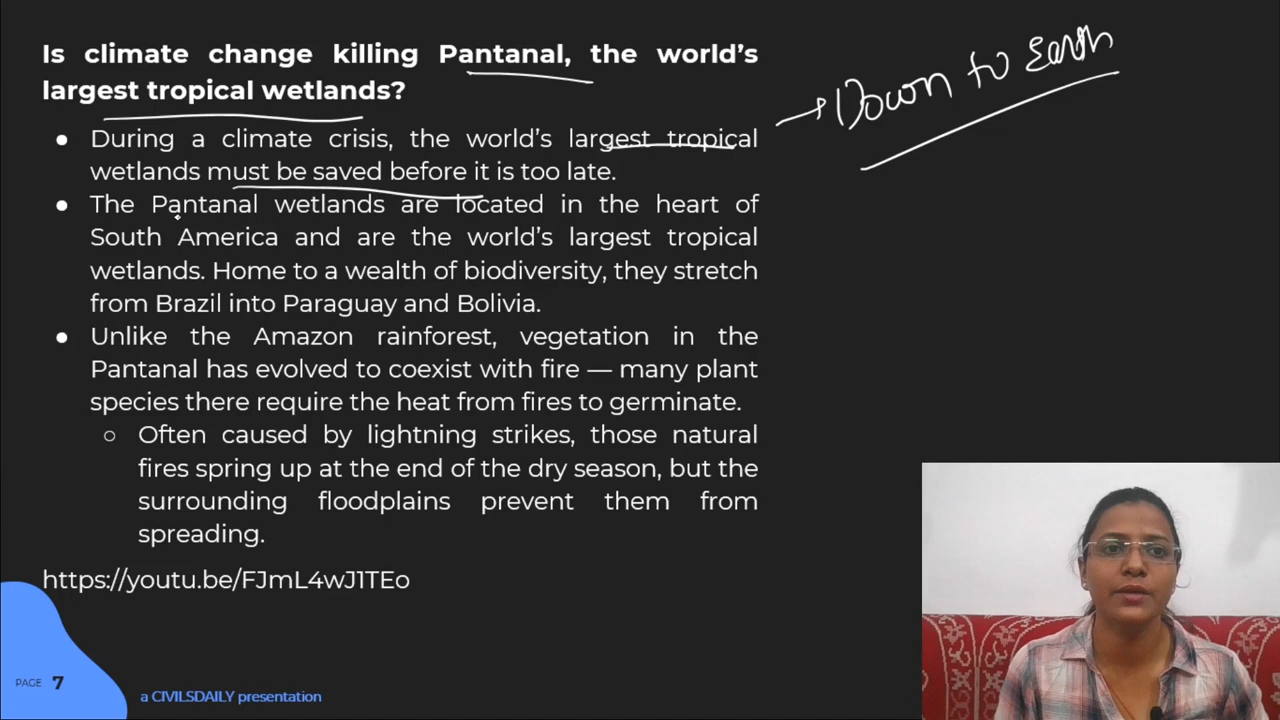 Is climate change killing Pantanal, the world's
largest tropical wetlands?
→ Down to Earth
● During a climate crisis, the world's largest tropical
wetlands must be saved before it is too late.
● The Pantanal wetlands are located in the heart of
South America and are the world's largest tropical
wetlands. Home to a wealth of biodiversity, they stretch
from Brazil into Paraguay and Bolivia.
● Unlike the Amazon rainforest, vegetation in the
Pantanal has evolved to coexist with fire — many plant
species there require the heat from fires to germinate.
○ Often caused by lightning strikes, those natural
fires spring up at the end of the dry season, but the
surrounding floodplains prevent them from
spreading.
https://youtu.be/FJmL4wJ1TEo
PAGE 7
a CIVILSDAILY presentation